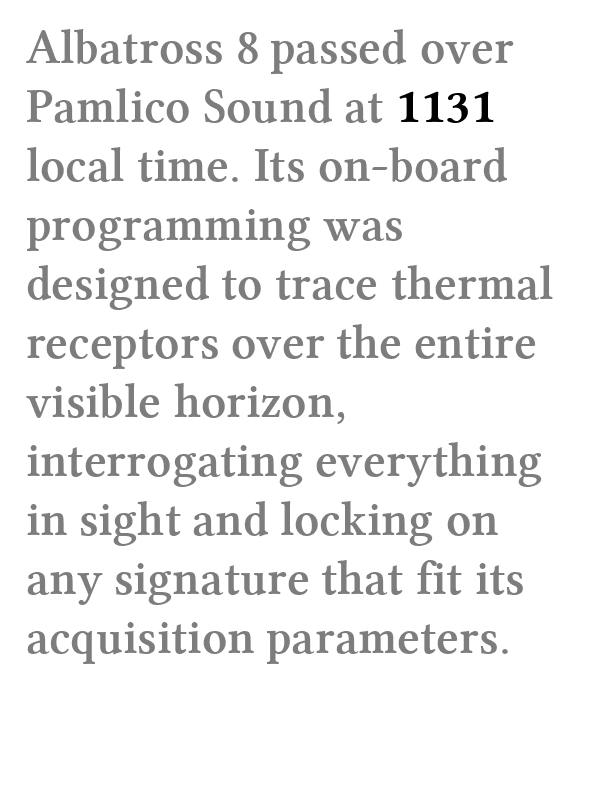 Albatross 8 passed over
Pamlico Sound at 1131
local time. Its on-board
programming was
designed to trace thermal
receptors over the entire
visible horizon,
interrogating everything
in sight and locking on
any signature that fit its
acquisition parameters.